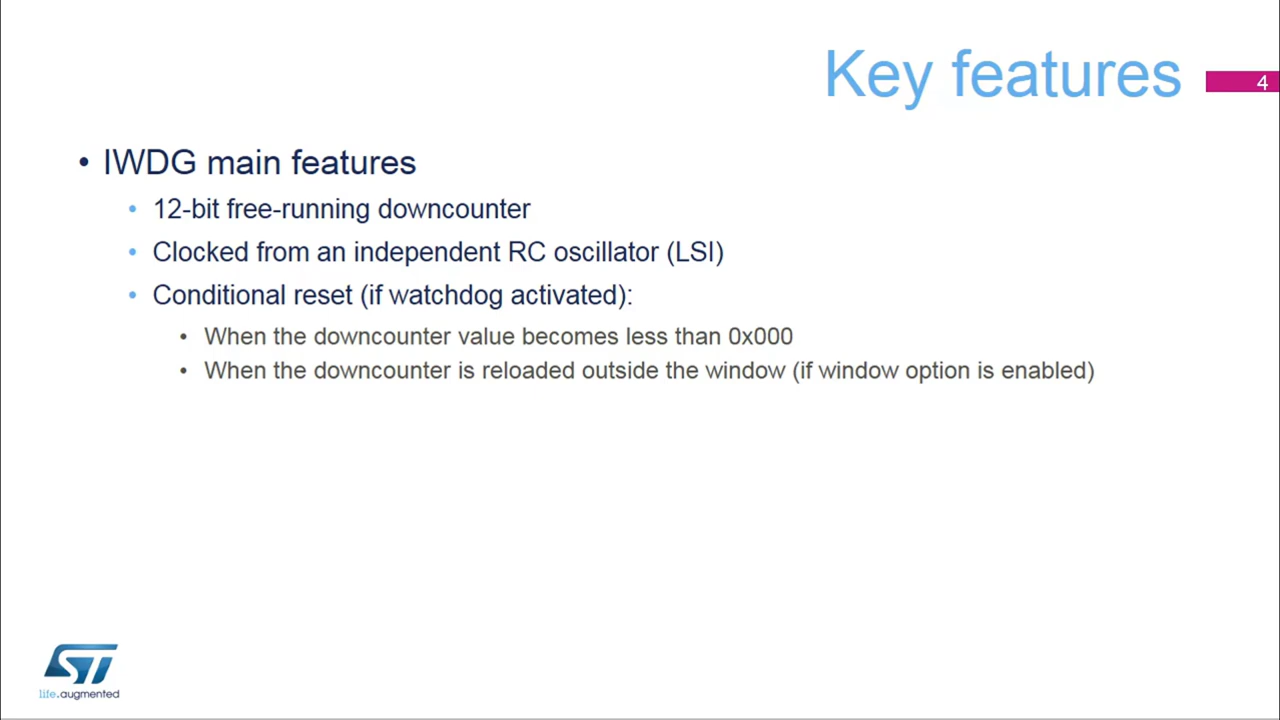 Key features
4
• IWDG main features
• 12-bit free-running downcounter
• Clocked from an independent RC oscillator (LSI)
• Conditional reset (if watchdog activated):
• When the downcounter value becomes less than 0x000
• When the downcounter is reloaded outside the window (if window option is enabled)
ST
life.augmented